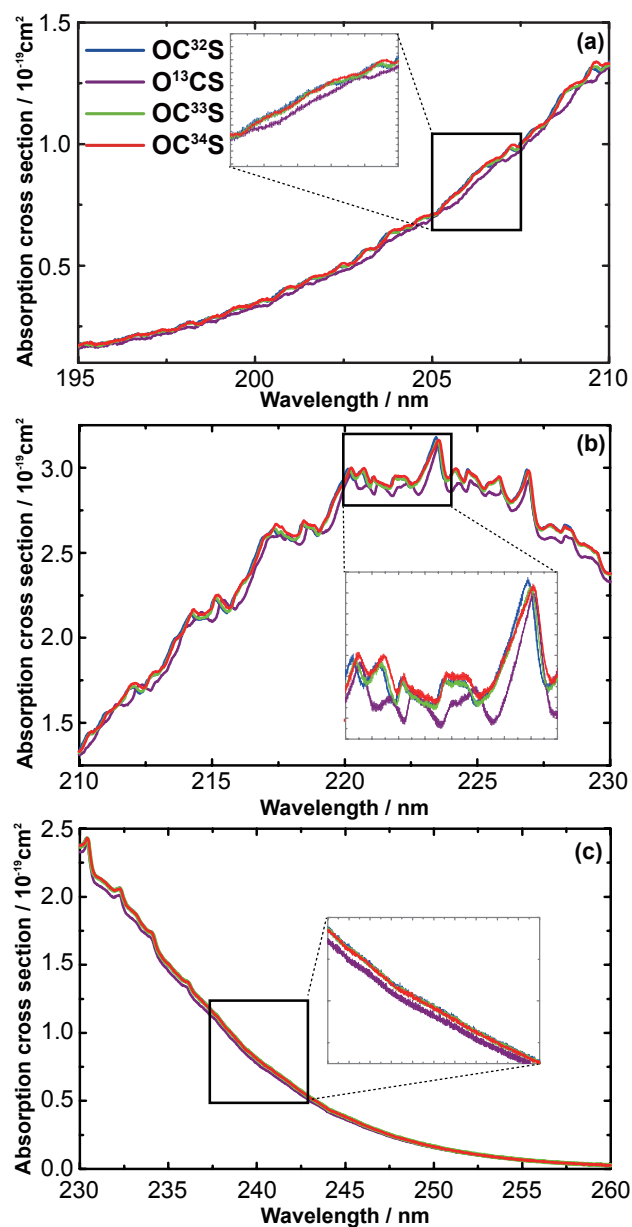 (a)
OC³²S
O¹³CS
OC³³S
OC³⁴S
Absorption cross section / 10⁻¹⁹cm²
1.5
1.0
0.5
195 200 205 210
Wavelength / nm
(b)
Absorption cross section / 10⁻¹⁹cm²
3.0
2.5
2.0
1.5
210 215 220 225 230
Wavelength / nm
(c)
Absorption cross section / 10⁻¹⁹cm²
2.5
2.0
1.5
1.0
0.5
0.0
230 235 240 245 250 255 260
Wavelength / nm